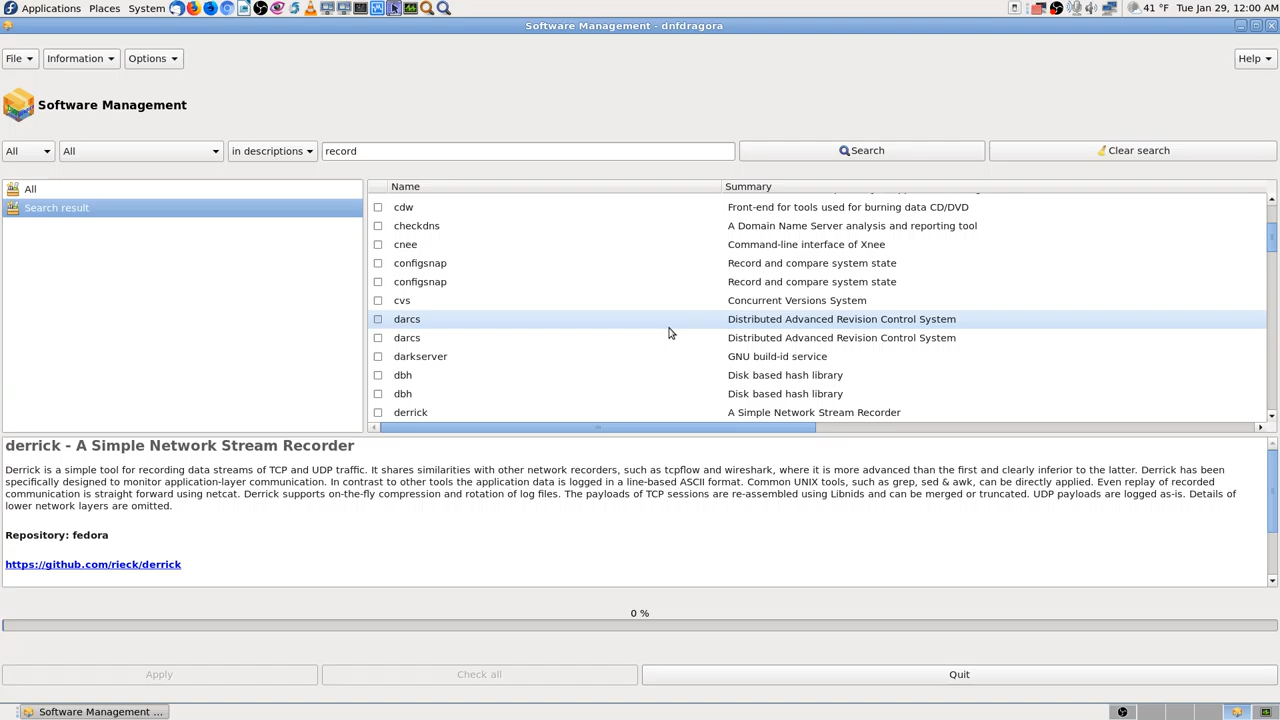 Applications Places System 41 °F Tue Jan 29, 12:00 AM
Software Management - dnfdragora
File Information Options Help
Software Management
All All in descriptions record Search Clear search
All
Search result
Name Summary
cdw Front-end for tools used for burning data CD/DVD
checkdns A Domain Name Server analysis and reporting tool
cnee Command-line interface of Xnee
configsnap Record and compare system state
configsnap Record and compare system state
cvs Concurrent Versions System
darcs Distributed Advanced Revision Control System
darcs Distributed Advanced Revision Control System
darkserver GNU build-id service
dbh Disk based hash library
dbh Disk based hash library
derrick A Simple Network Stream Recorder
derrick - A Simple Network Stream Recorder
Derrick is a simple tool for recording data streams of TCP and UDP traffic. It shares similarities with other network recorders, such as tcpflow and wireshark, where it is more advanced than the first and clearly inferior to the latter. Derrick has been
specifically designed to monitor application-layer communication. In contrast to other tools the application data is logged in a line-based ASCII format. Common UNIX tools, such as grep, sed & awk, can be directly applied. Even replay of recorded
communication is straight forward using netcat. Derrick supports on-the-fly compression and rotation of log files. The payloads of TCP sessions are re-assembled using Libnids and can be merged or truncated. UDP payloads are logged as-is. Details of
lower network layers are omitted.
Repository: fedora
https://github.com/rieck/derrick
0 %
Apply Check all Quit
Software Management ...